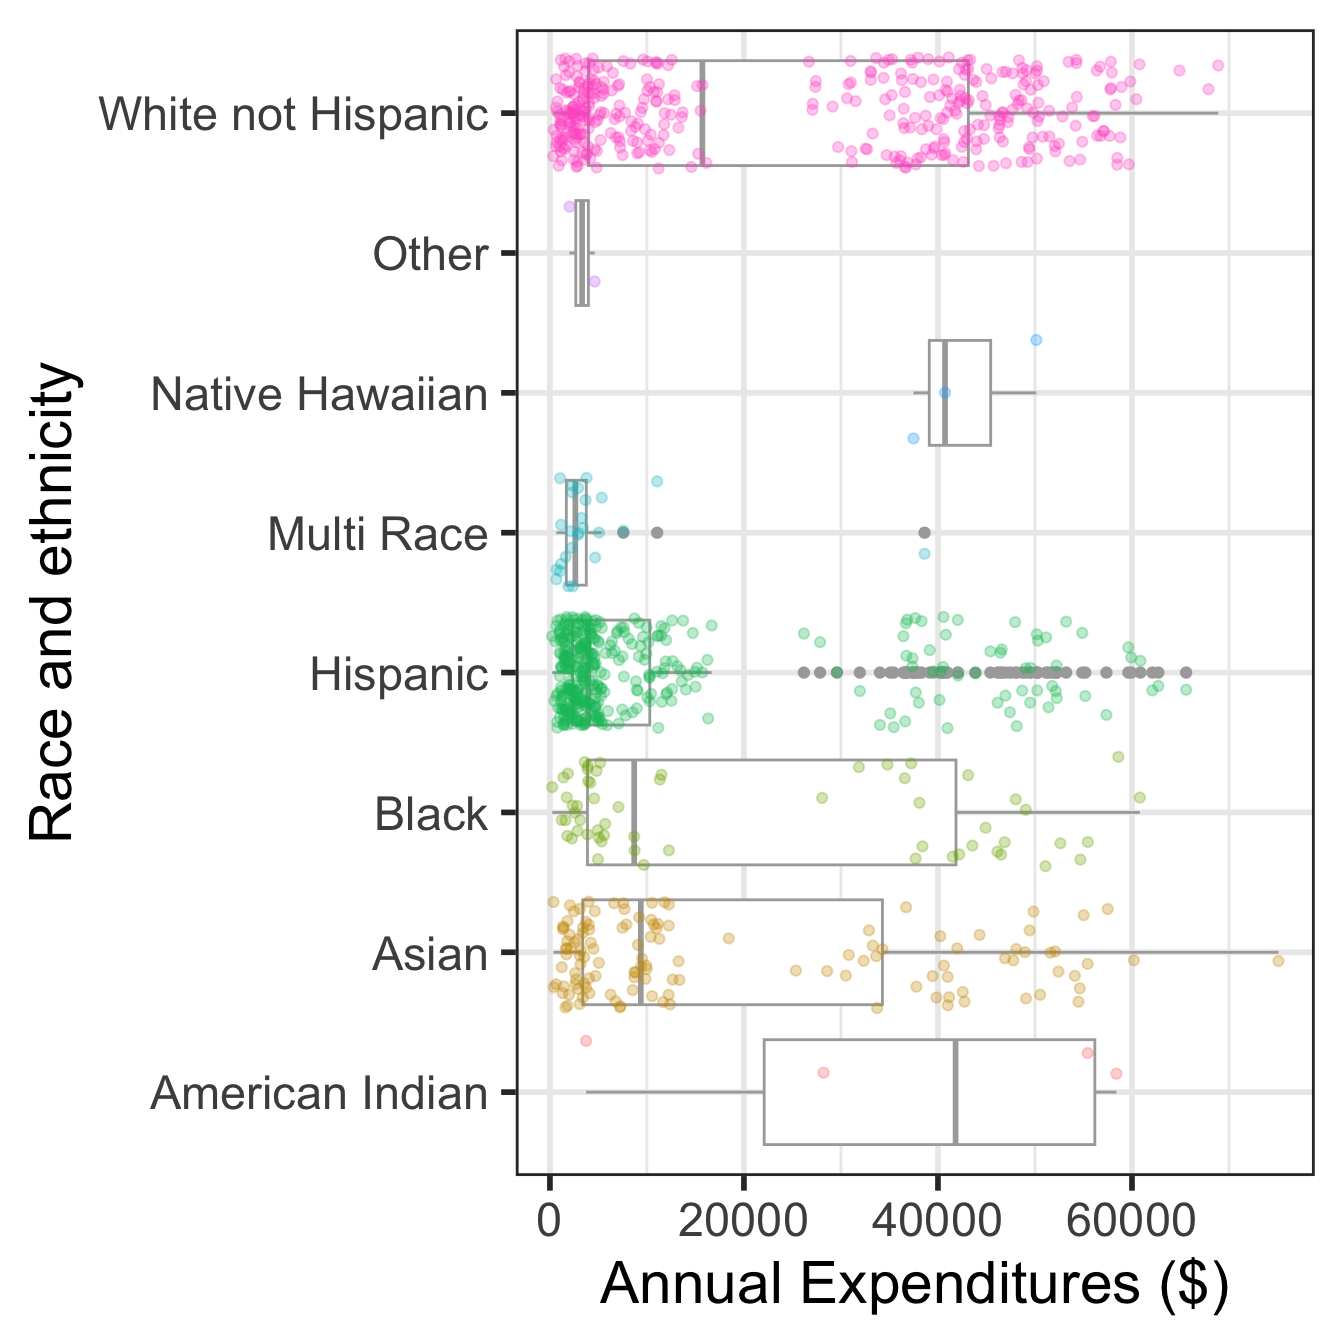 White not Hispanic
Other
Native Hawaiian
Multi Race
Hispanic
Black
Asian
American Indian
Race and ethnicity
0 20000 40000 60000
Annual Expenditures ($)